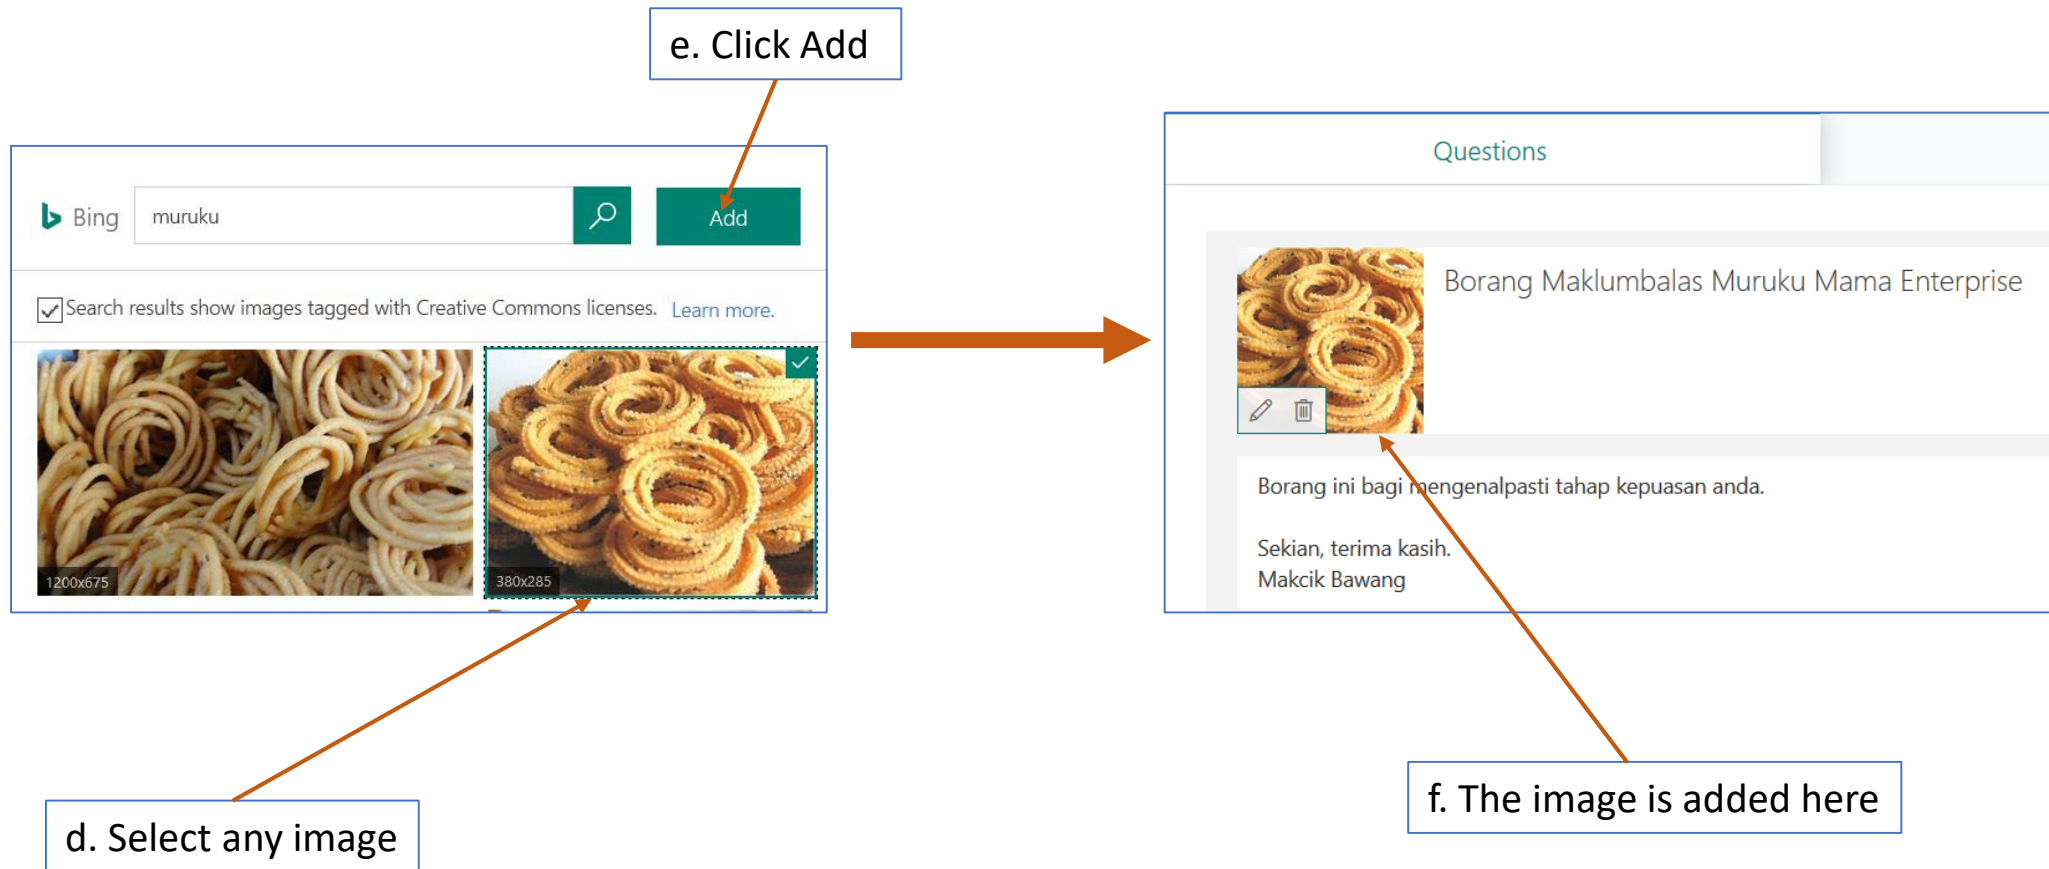 e. Click Add
Bing
muruku
Add
Search results show images tagged with Creative Commons licenses. Learn more.
1200x675
380x285
d. Select any image
Questions
Borang Maklumbalas Muruku Mama Enterprise
Borang ini bagi mengenalpasti tahap kepuasan anda.
Sekian, terima kasih.
Makcik Bawang
f. The image is added here